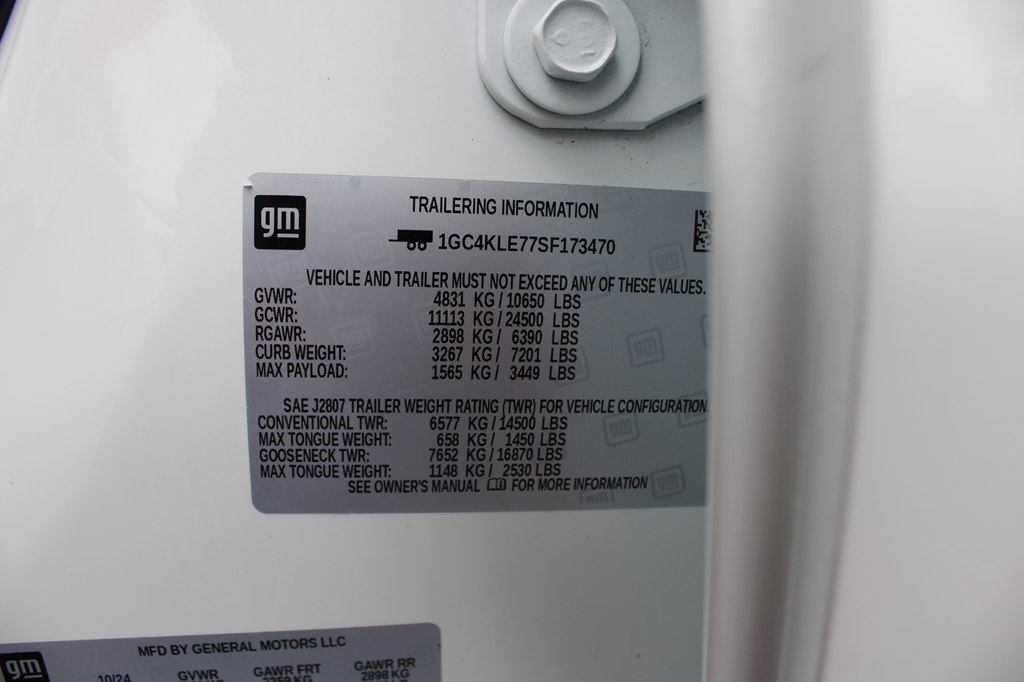 gm
TRAILERING INFORMATION
1GC4KLE77SF173470
VEHICLE AND TRAILER MUST NOT EXCEED ANY OF THESE VALUES.
GVWR: 4831 KG / 10650 LBS
GCWR: 11113 KG / 24500 LBS
RGAWR: 2898 KG / 6390 LBS
CURB WEIGHT: 3267 KG / 7201 LBS
MAX PAYLOAD: 1565 KG / 3449 LBS
SAE J2807 TRAILER WEIGHT RATING (TWR) FOR VEHICLE CONFIGURATION
CONVENTIONAL TWR: 6577 KG / 14500 LBS
MAX TONGUE WEIGHT: 658 KG / 1450 LBS
GOOSENECK TWR: 7652 KG / 16870 LBS
MAX TONGUE WEIGHT: 1148 KG / 2530 LBS
SEE OWNER'S MANUAL FOR MORE INFORMATION
gm
MFD BY GENERAL MOTORS LLC
10/24 GVWR GAWR FRT GAWR RR
2898 KG